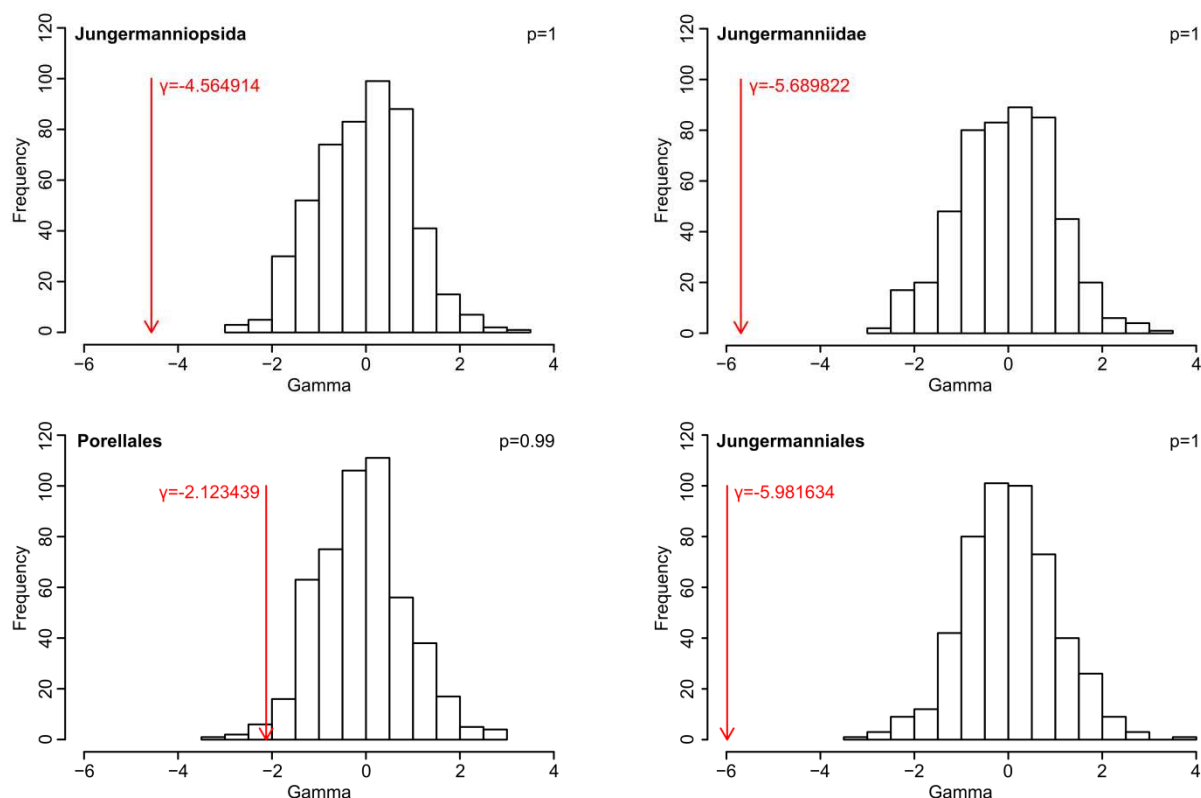 Jungermanniopsida p=1
γ=-4.564914
Frequency
0 20 40 60 80 100 120
−6 −4 −2 0 2 4
Gamma
Jungermanniidae p=1
γ=-5.689822
Frequency
0 20 40 60 80 100 120
−6 −4 −2 0 2 4
Gamma
Porellales p=0.99
γ=-2.123439
Frequency
0 20 40 60 80 100 120
−6 −4 −2 0 2 4
Gamma
Jungermanniales p=1
γ=-5.981634
Frequency
0 20 40 60 80 100 120
−6 −4 −2 0 2 4
Gamma